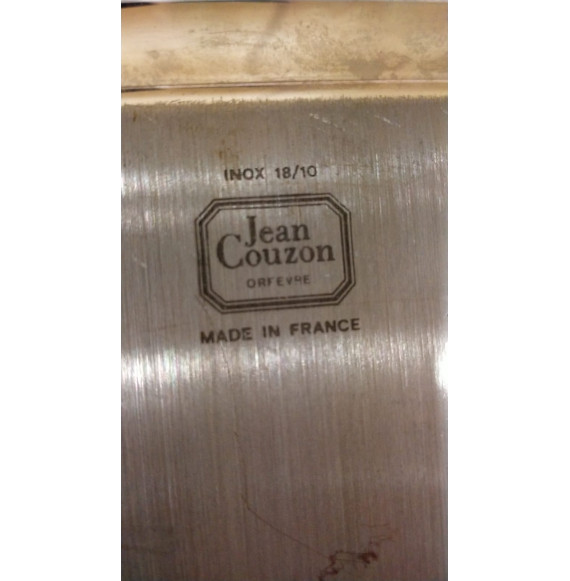 INOX 18/10
Jean
Couzon
ORFEVRE
MADE IN FRANCE